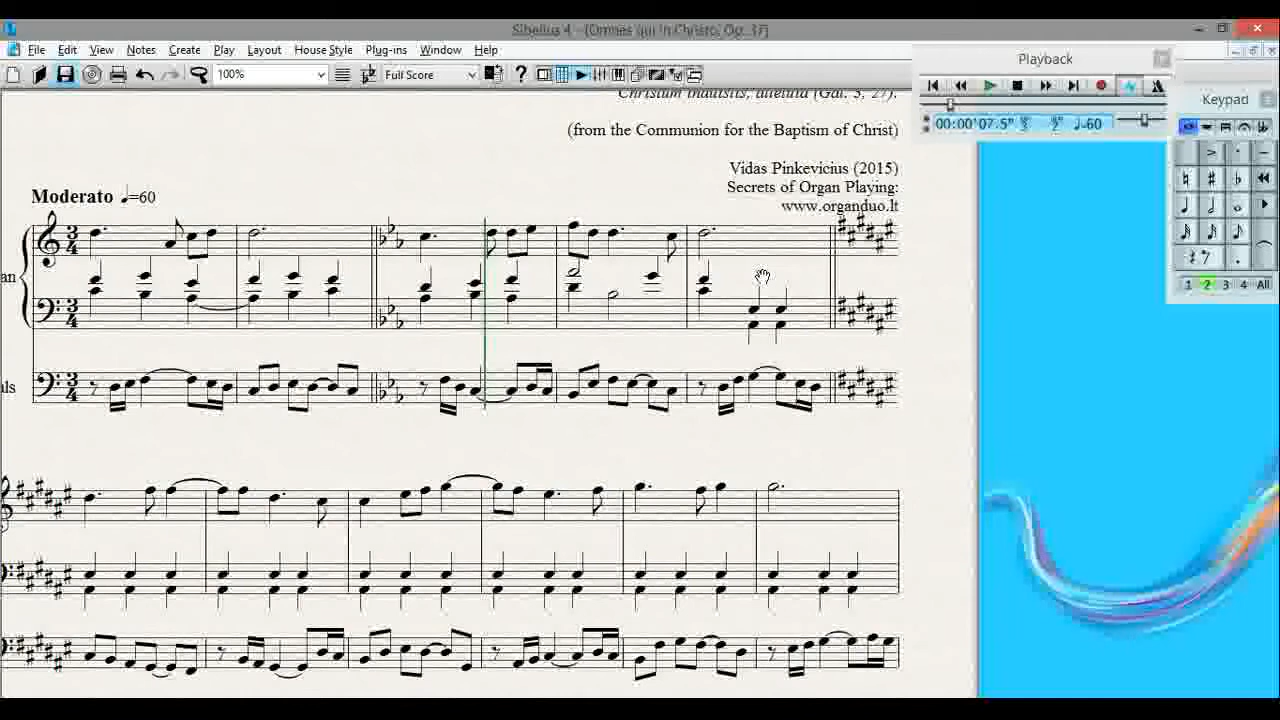 Sibelius 4 - [Omnes qui in Christo, Op. 37]
File Edit View Notes Create Play Layout House Style Plug-ins Window Help
100% Full Score
Playback
00:00'07.5" ♩=60
Keypad
1 2 3 4 All
Christum induistis, alleluia (Gal. 3, 27).
(from the Communion for the Baptism of Christ)
Vidas Pinkevicius (2015)
Secrets of Organ Playing:
www.organduo.lt
Moderato ♩=60
an
als